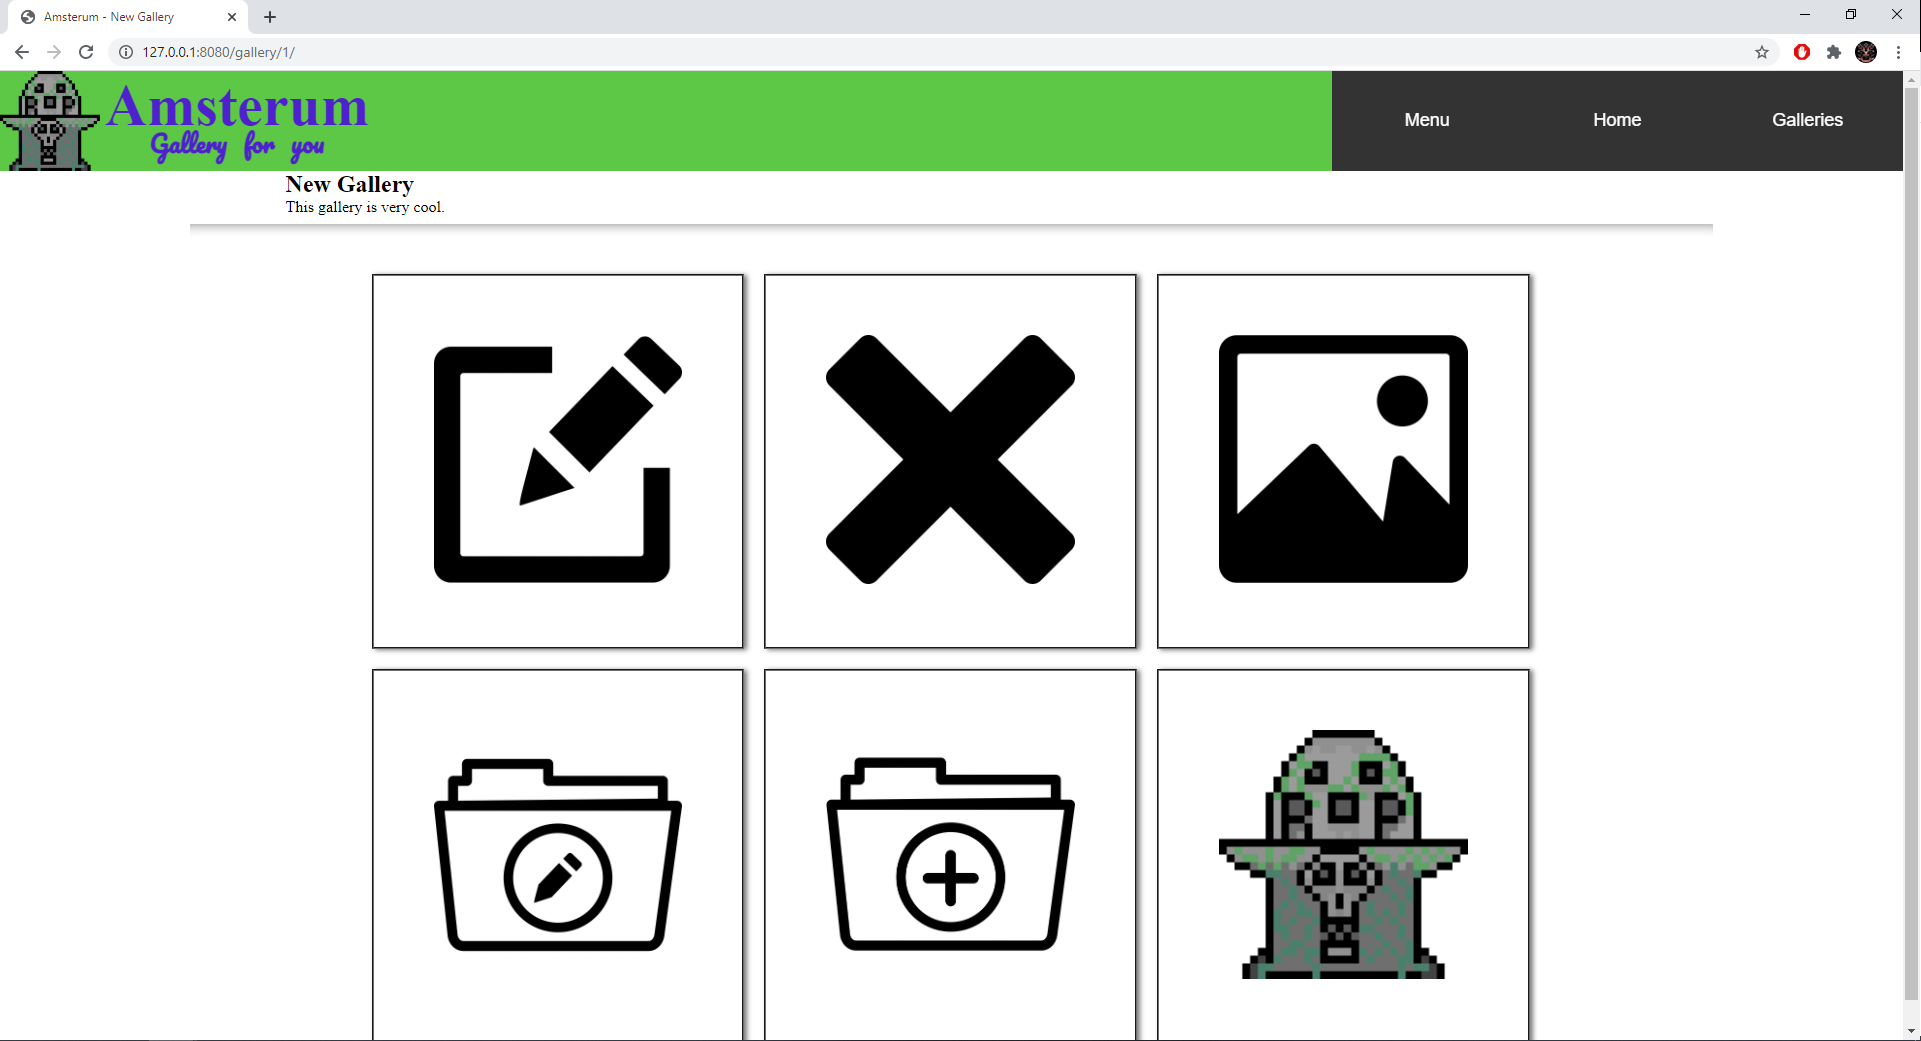 Amsterum - New Gallery
127.0.0.1:8080/gallery/1/
Amsterum
Gallery for you
Menu
Home
Galleries
New Gallery
This gallery is very cool.